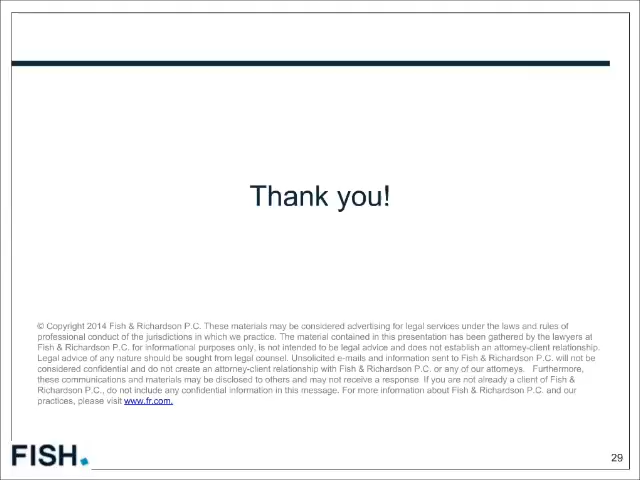 Thank you!
© Copyright 2014 Fish & Richardson P.C. These materials may be considered advertising for legal services under the laws and rules of
professional conduct of the jurisdictions in which we practice. The material contained in this presentation has been gathered by the lawyers at
Fish & Richardson P.C. for informational purposes only, is not intended to be legal advice and does not establish an attorney-client relationship.
Legal advice of any nature should be sought from legal counsel. Unsolicited e-mails and information sent to Fish & Richardson P.C. will not be
considered confidential and do not create an attorney-client relationship with Fish & Richardson P.C. or any of our attorneys. Furthermore,
these communications and materials may be disclosed to others and may not receive a response. If you are not already a client of Fish &
Richardson P.C., do not include any confidential information in this message. For more information about Fish & Richardson P.C. and our
practices, please visit www.fr.com.
FISH.
29